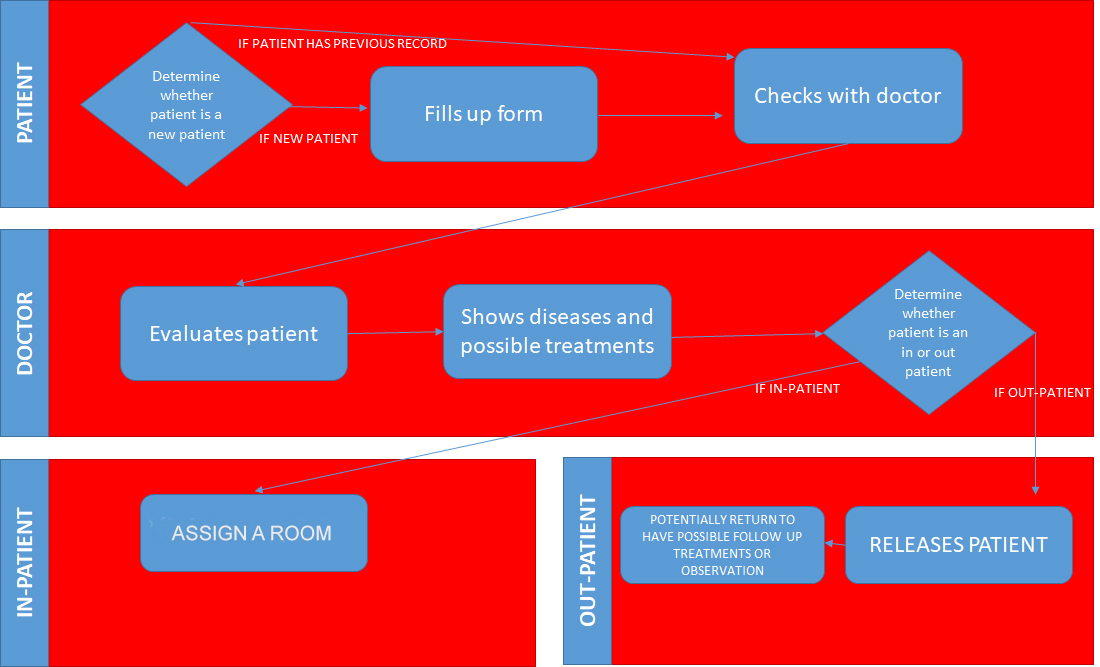 PATIENT
Determine
whether
patient is a
new patient
IF PATIENT HAS PREVIOUS RECORD
IF NEW PATIENT
Fills up form
Checks with doctor
DOCTOR
Evaluates patient
Shows diseases and
possible treatments
Determine
whether
patient is an
in or out
patient
IF IN-PATIENT
IF OUT-PATIENT
IN-PATIENT
ASSIGN A ROOM
OUT-PATIENT
POTENTIALLY RETURN TO
HAVE POSSIBLE FOLLOW UP
TREATMENTS OR
OBSERVATION
RELEASES PATIENT